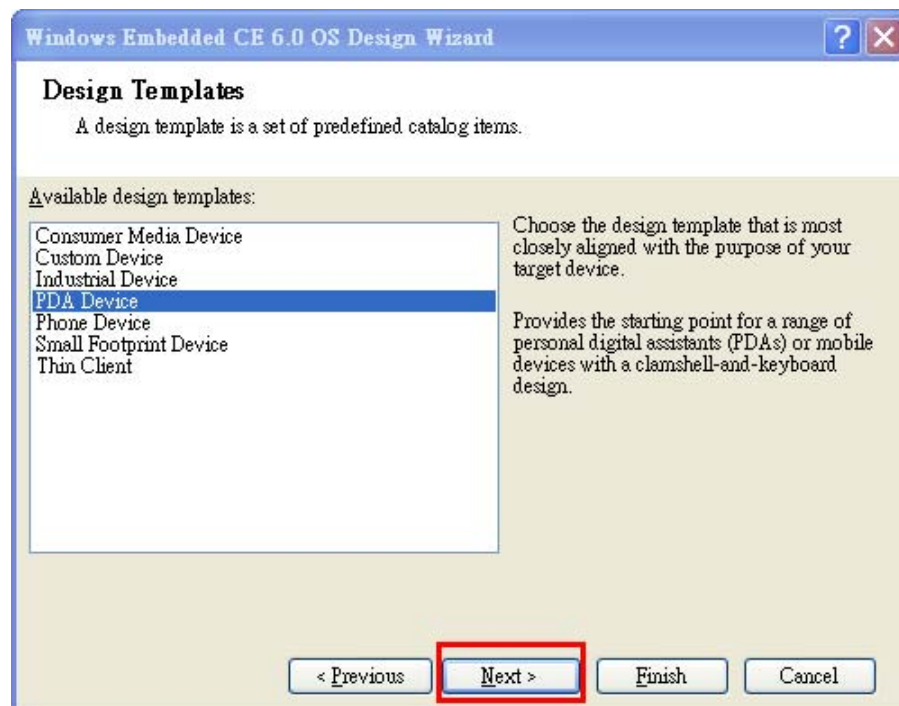 Windows Embedded CE 6.0 OS Design Wizard
Design Templates
A design template is a set of predefined catalog items.
Available design templates:
Consumer Media Device
Custom Device
Industrial Device
PDA Device
Phone Device
Small Footprint Device
Thin Client
Choose the design template that is most
closely aligned with the purpose of your
target device.
Provides the starting point for a range of
personal digital assistants (PDAs) or mobile
devices with a clamshell-and-keyboard
design.
< Previous
Next >
Finish
Cancel